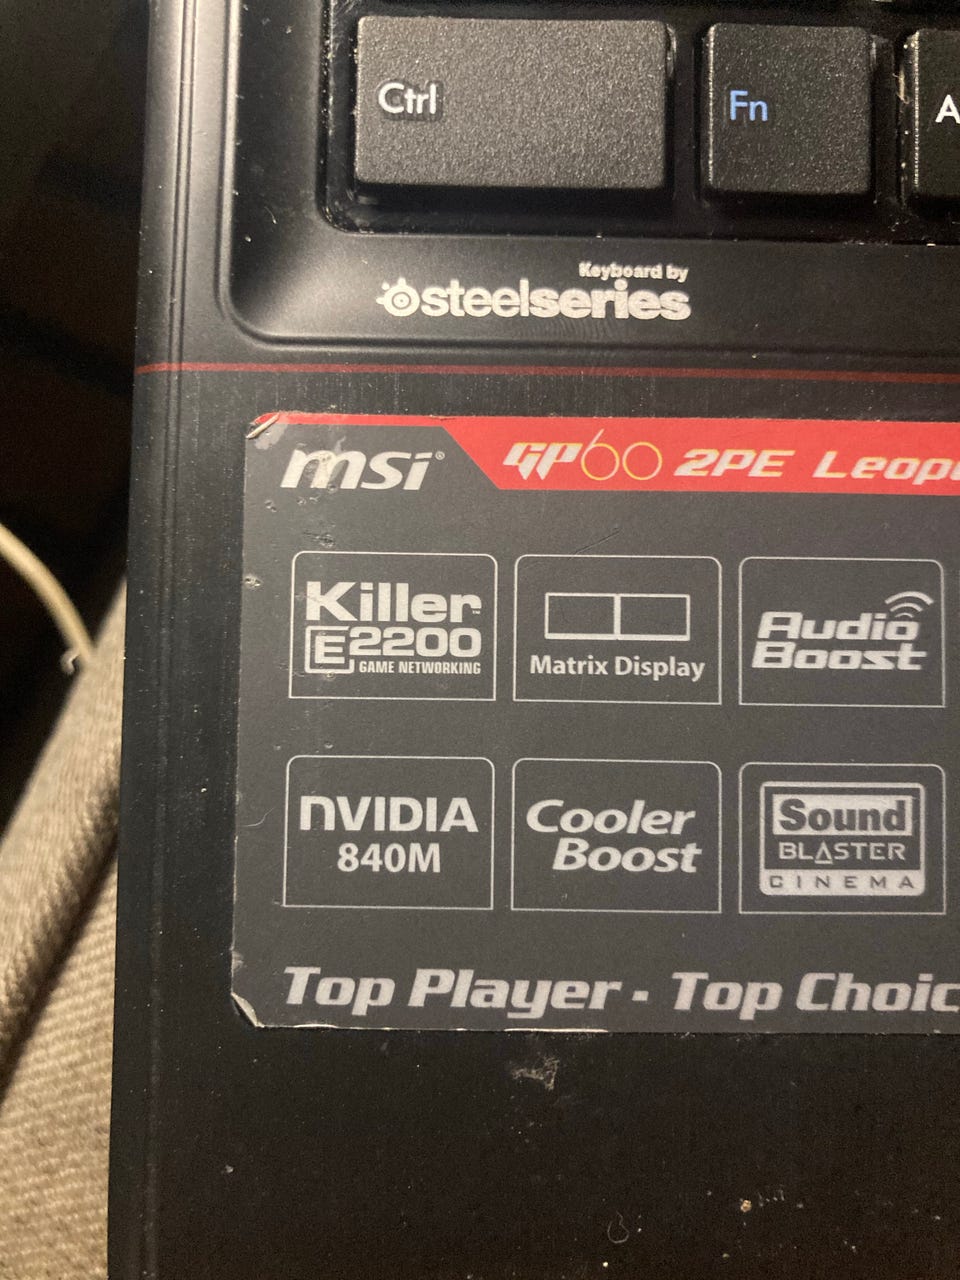 Ctrl Fn A
Keyboard by
steelseries
msi® GP60 2PE Leop
Killer™
E2200
GAME NETWORKING
Matrix Display
Audio
Boost
NVIDIA
840M
Cooler
Boost
Sound
BLASTER
CINEMA
Top Player - Top Choic